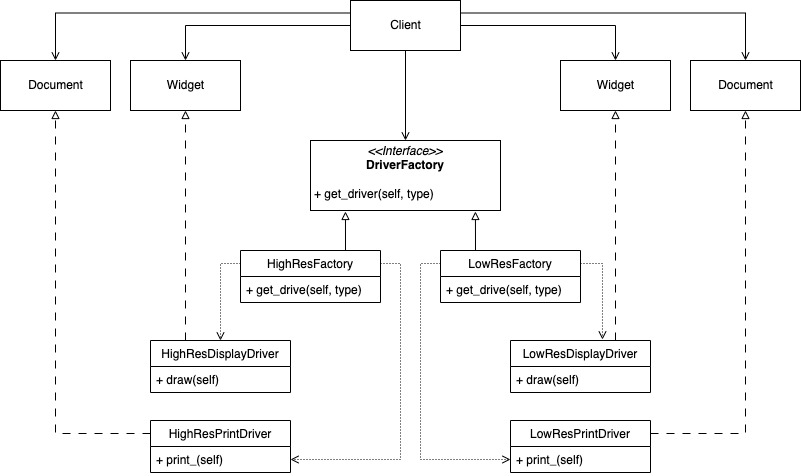 Client
Document
Widget
Widget
Document
<<Interface>>
DriverFactory
+ get_driver(self, type)
HighResFactory
+ get_drive(self, type)
LowResFactory
+ get_drive(self, type)
HighResDisplayDriver
+ draw(self)
LowResDisplayDriver
+ draw(self)
HighResPrintDriver
+ print_(self)
LowResPrintDriver
+ print_(self)